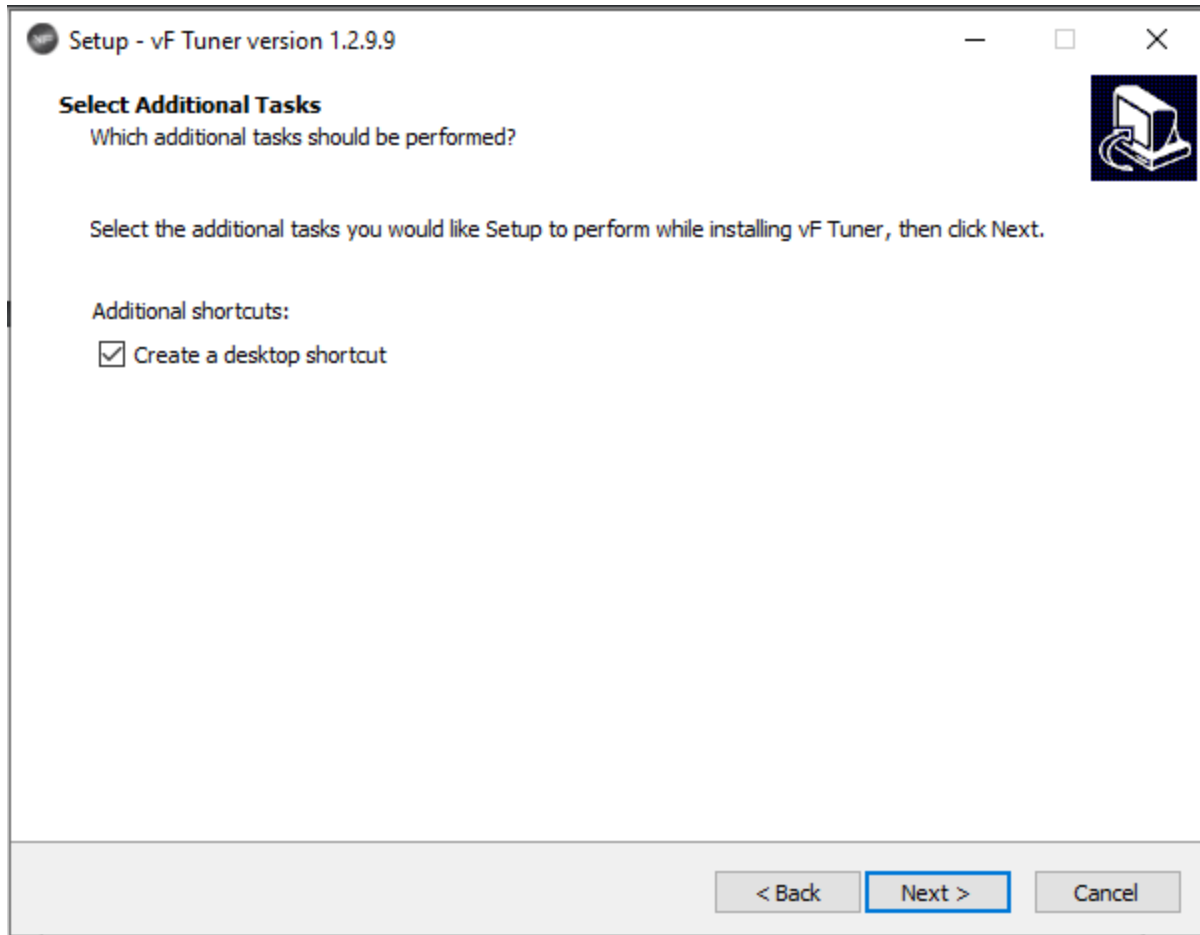 Setup - vF Tuner version 1.2.9.9
Select Additional Tasks
Which additional tasks should be performed?
Select the additional tasks you would like Setup to perform while installing vF Tuner, then click Next.
Additional shortcuts:
Create a desktop shortcut
< Back
Next >
Cancel